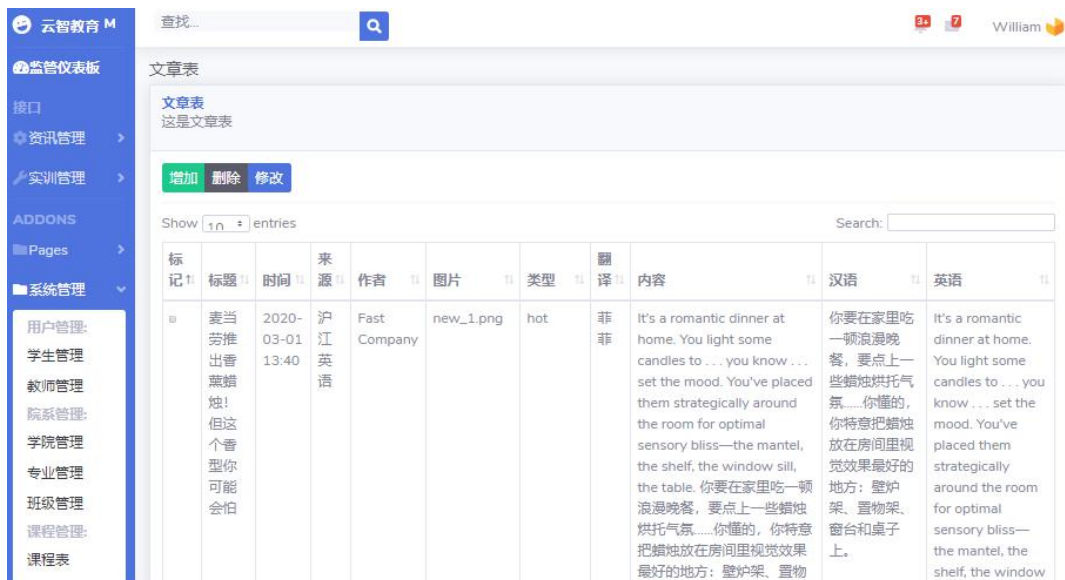 云智教育 M
查找...
3+
7
William
监管仪表板
接口
资讯管理
实训管理
ADDONS
Pages
系统管理
用户管理:
学生管理
教师管理
院系管理:
学院管理
专业管理
班级管理
课程管理:
课程表
文章表
文章表
这是文章表
增加 删除 修改
Show 10 entries
Search:
标记 标题 时间 来源 作者 图片 类型 翻译 内容 汉语 英语
麦当
劳推
出香
薰蜡
烛!
但这
个香
型你
可能
会怕
2020-
03-01
13:40
沪
江
英
语
Fast
Company
new_1.png
hot
菲
菲
It's a romantic dinner at
home. You light some
candles to . . . you know . . .
set the mood. You've placed
them strategically around
the room for optimal
sensory bliss—the mantel,
the shelf, the window sill,
the table. 你要在家里吃一顿
浪漫晚餐，要点上一些蜡烛
烘托气氛......你懂的，你特意
把蜡烛放在房间里视觉效果
最好的地方：壁炉架、置物
你要在家里吃
一顿浪漫晚
餐，要点上一
些蜡烛烘托气
氛......你懂的，
你特意把蜡烛
放在房间里视
觉效果最好的
地方：壁炉
架、置物架、
窗台和桌子
上。
It's a romantic
dinner at home.
You light some
candles to . . . you
know . . . set the
mood. You've
placed them
strategically
around the room
for optimal
sensory bliss—
the mantel, the
shelf, the window